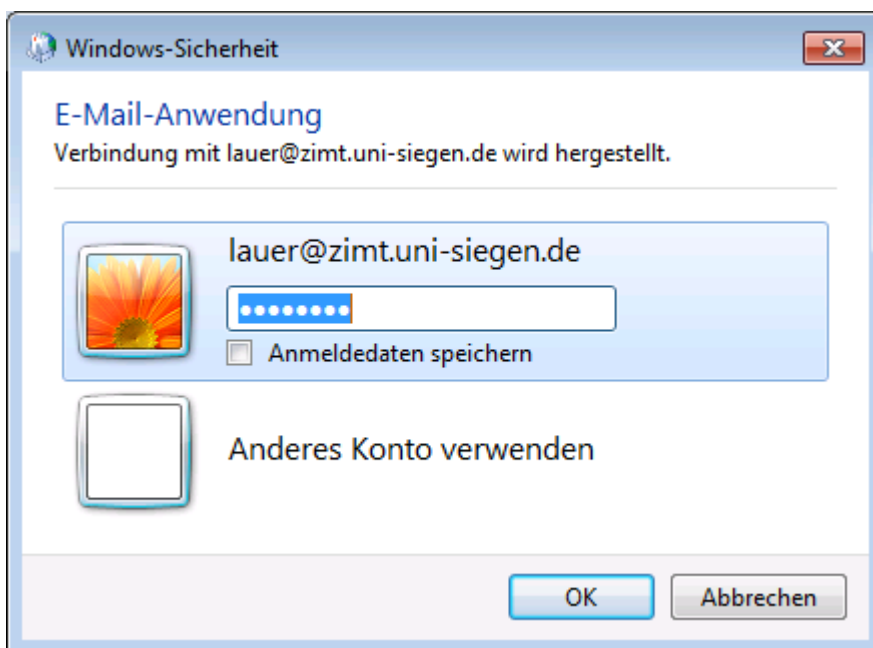 Windows-Sicherheit
E-Mail-Anwendung
Verbindung mit lauer@zimt.uni-siegen.de wird hergestellt.
lauer@zimt.uni-siegen.de
••••••••
Anmeldedaten speichern
Anderes Konto verwenden
OK
Abbrechen